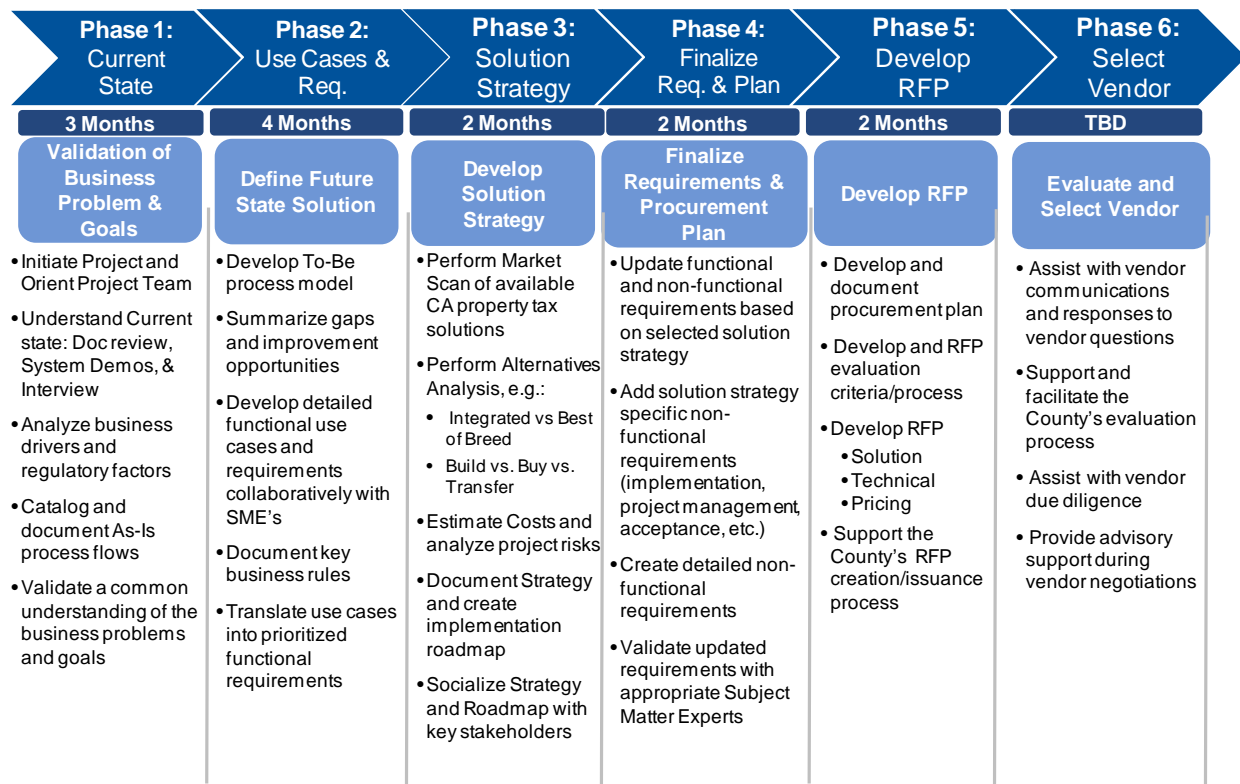 Phase 1:
Current
State
Phase 2:
Use Cases &
Req.
Phase 3:
Solution
Strategy
Phase 4:
Finalize
Req. & Plan
Phase 5:
Develop
RFP
Phase 6:
Select
Vendor
3 Months
4 Months
2 Months
2 Months
2 Months
TBD
Validation of
Business
Problem &
Goals
Define Future
State Solution
Develop
Solution
Strategy
Finalize
Requirements &
Procurement
Plan
Develop RFP
Evaluate and
Select Vendor
• Initiate Project and
Orient Project Team
• Understand Current
state: Doc review,
System Demos, &
Interview
• Analyze business
drivers and
regulatory factors
• Catalog and
document As-Is
process flows
• Validate a common
understanding of the
business problems
and goals
• Develop To-Be
process model
• Summarize gaps
and improvement
opportunities
• Develop detailed
functional use
cases and
requirements
collaboratively with
SME's
• Document key
business rules
• Translate use cases
into prioritized
functional
requirements
• Perform Market
Scan of available
CA property tax
solutions
• Perform Alternatives
Analysis, e.g.:
• Integrated vs Best
of Breed
• Build vs. Buy vs.
Transfer
• Estimate Costs and
analyze project risks
• Document Strategy
and create
implementation
roadmap
• Socialize Strategy
and Roadmap with
key stakeholders
• Update functional
and non-functional
requirements based
on selected solution
strategy
• Add solution strategy
specific non-
functional
requirements
(implementation,
project management,
acceptance, etc.)
• Create detailed non-
functional
requirements
• Validate updated
requirements with
appropriate Subject
Matter Experts
• Develop and
document
procurement plan
• Develop and RFP
evaluation
criteria/process
• Develop RFP
• Solution
• Technical
• Pricing
• Support the
County's RFP
creation/issuance
process
• Assist with vendor
communications
and responses to
vendor questions
• Support and
facilitate the
County's evaluation
process
• Assist with vendor
due diligence
• Provide advisory
support during
vendor negotiations